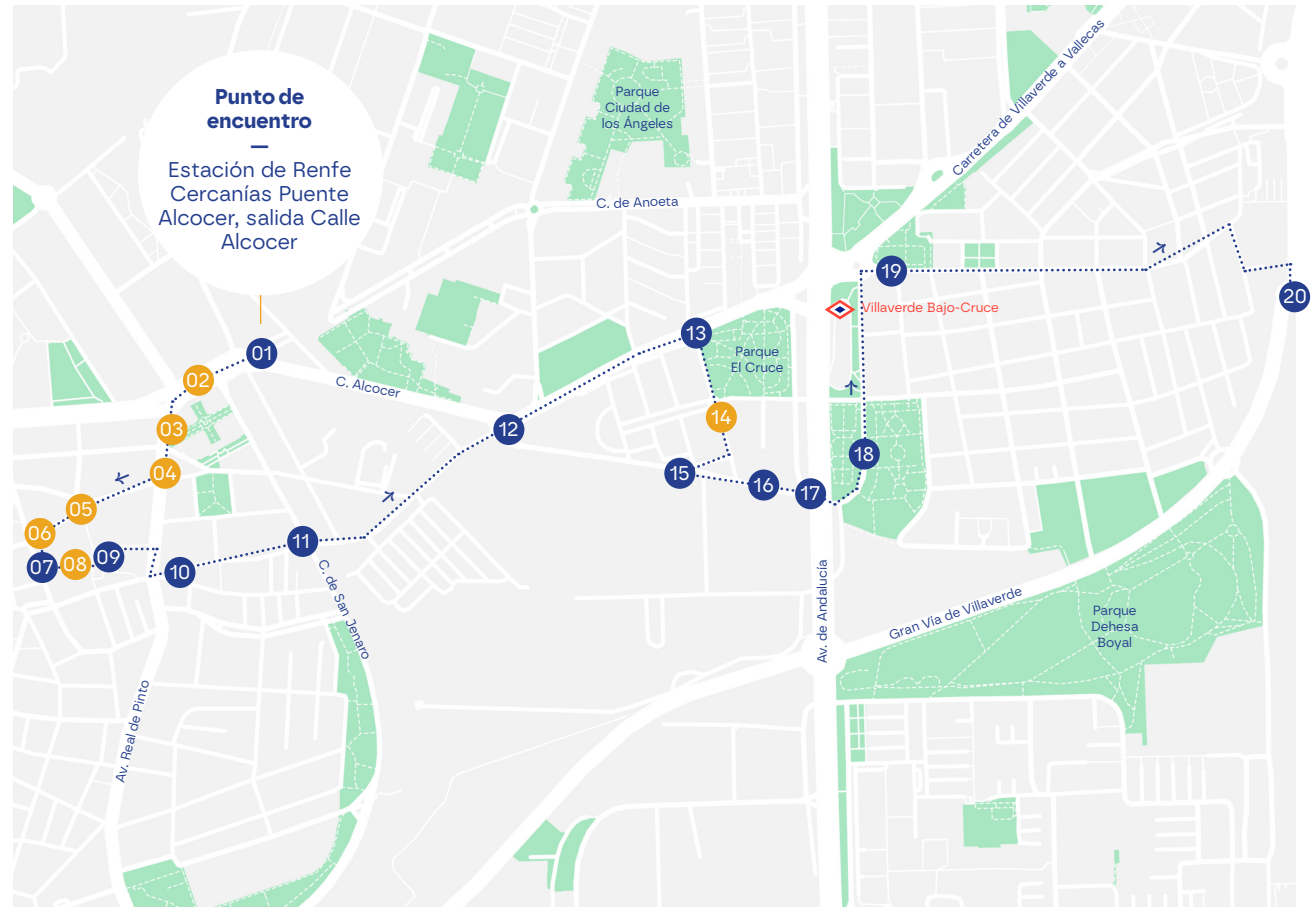 Punto de
encuentro
—
Estación de Renfe
Cercanías Puente
Alcocer, salida Calle
Alcocer
Parque
Ciudad de
los Ángeles
Carretera de Villaverde a Vallecas
C. de Anoeta
19
20
Villaverde Bajo-Cruce
13
01
Parque
El Cruce
02
C. Alcocer
14
03
12
18
04
15
16
17
05
06
11
09
08
07
10
C. de San Jenaro
Av. de Andalucía
Gran Vía de Villaverde
Parque
Dehesa
Boyal
Av. Real de Pinto